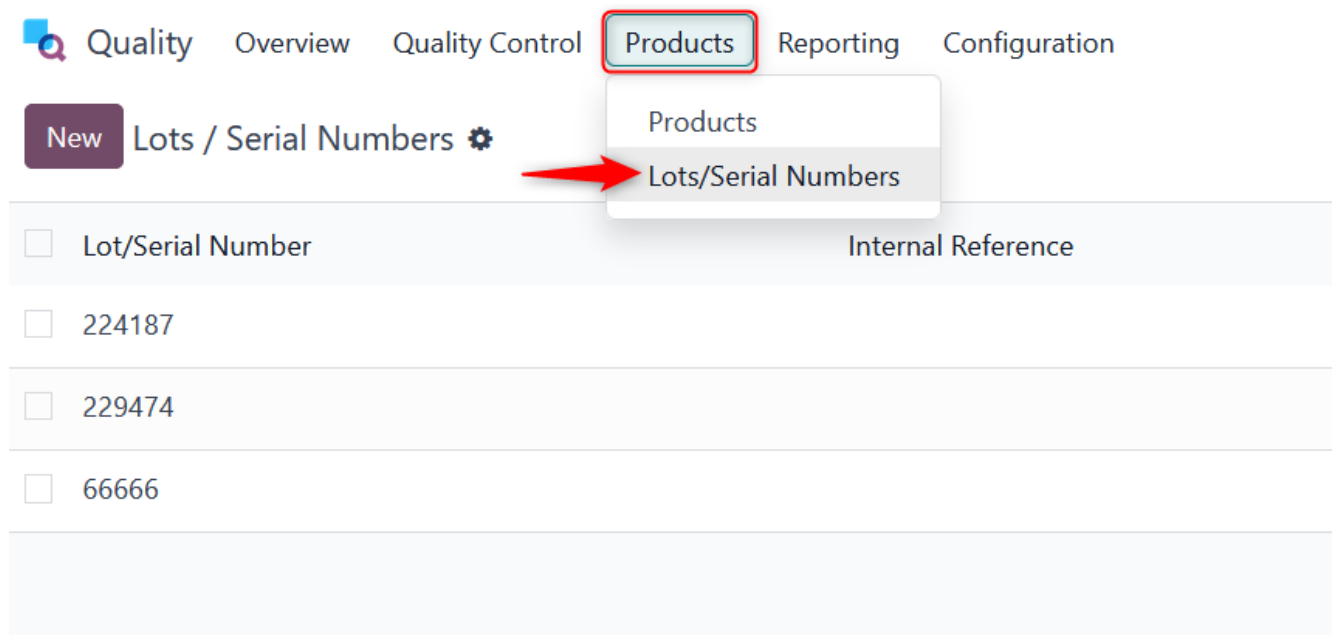 Quality Overview Quality Control Products Reporting Configuration
New Lots / Serial Numbers
Products
Lots/Serial Numbers
Lot/Serial Number Internal Reference
224187
229474
66666